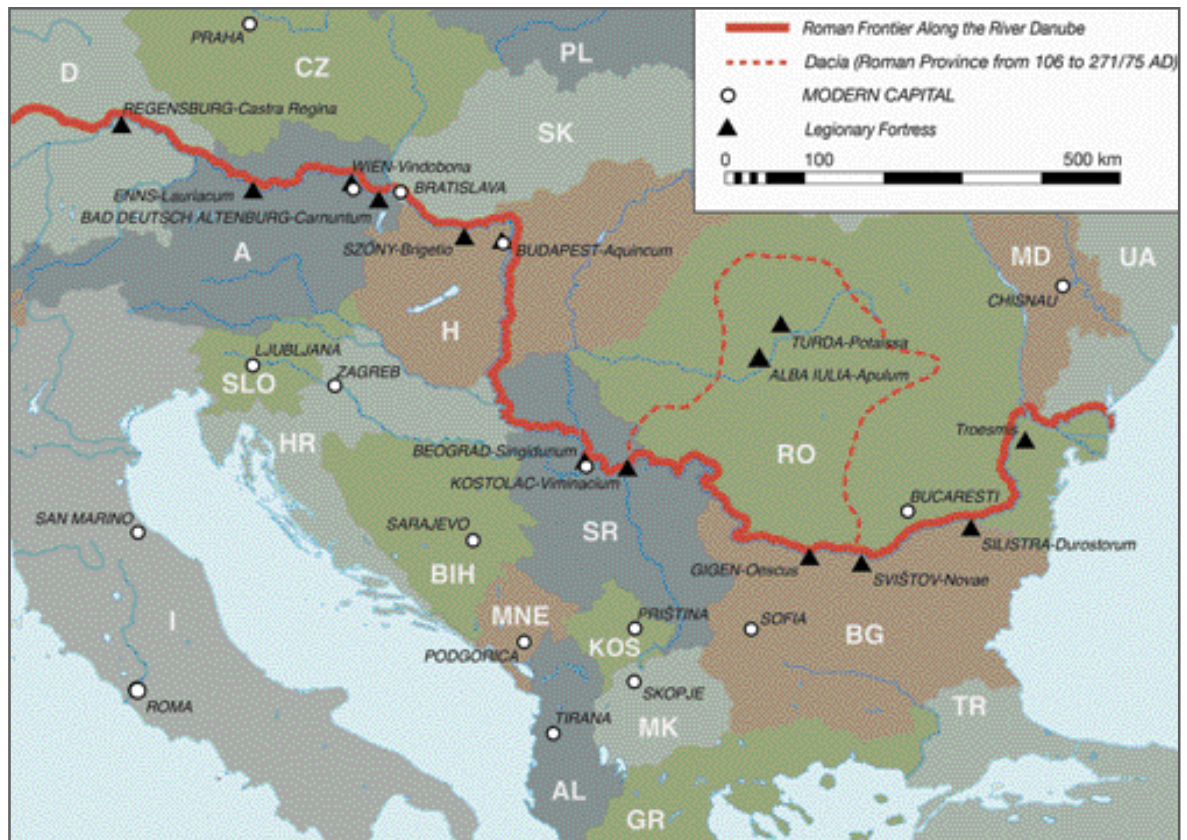 Roman Frontier Along the River Danube
Dacia (Roman Province from 106 to 271/75 AD)
MODERN CAPITAL
Legionary Fortress
0 100 500 km
PRAHA
CZ
PL
D
REGENSBURG-Castra Regina
SK
WIEN-Vindobona
ENNS-Lauriacum
BRATISLAVA
BAD DEUTSCH ALTENBURG-Carnuntum
A
SZŐNY-Brigetio
BUDAPEST-Aquincum
MD
UA
CHISNAU
H
TURDA-Potaissa
LJUBLJANA
ALBA IULIA-Apulum
SLO
ZAGREB
HR
Troesmis
BEOGRAD-Singidunum
RO
KOSTOLAC-Viminacium
BUCARESTI
SAN MARINO
SARAJEVO
SR
SILISTRA-Durostorum
BIH
GIGEN-Oescus
SVIŠTOV-Novae
I
MNE
PRIŠTINA
SOFIA
BG
KOS
PODGORICA
SKOPJE
ROMA
TIRANA
MK
TR
AL
GR